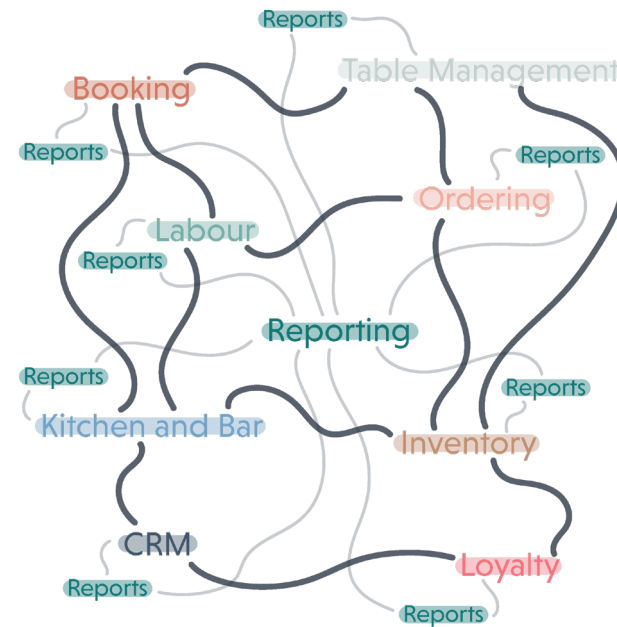 Reports
Table Management
Booking
Reports
Reports
Ordering
Labour
Reports
Reporting
Reports
Reports
Kitchen and Bar
Inventory
CRM
Loyalty
Reports
Reports